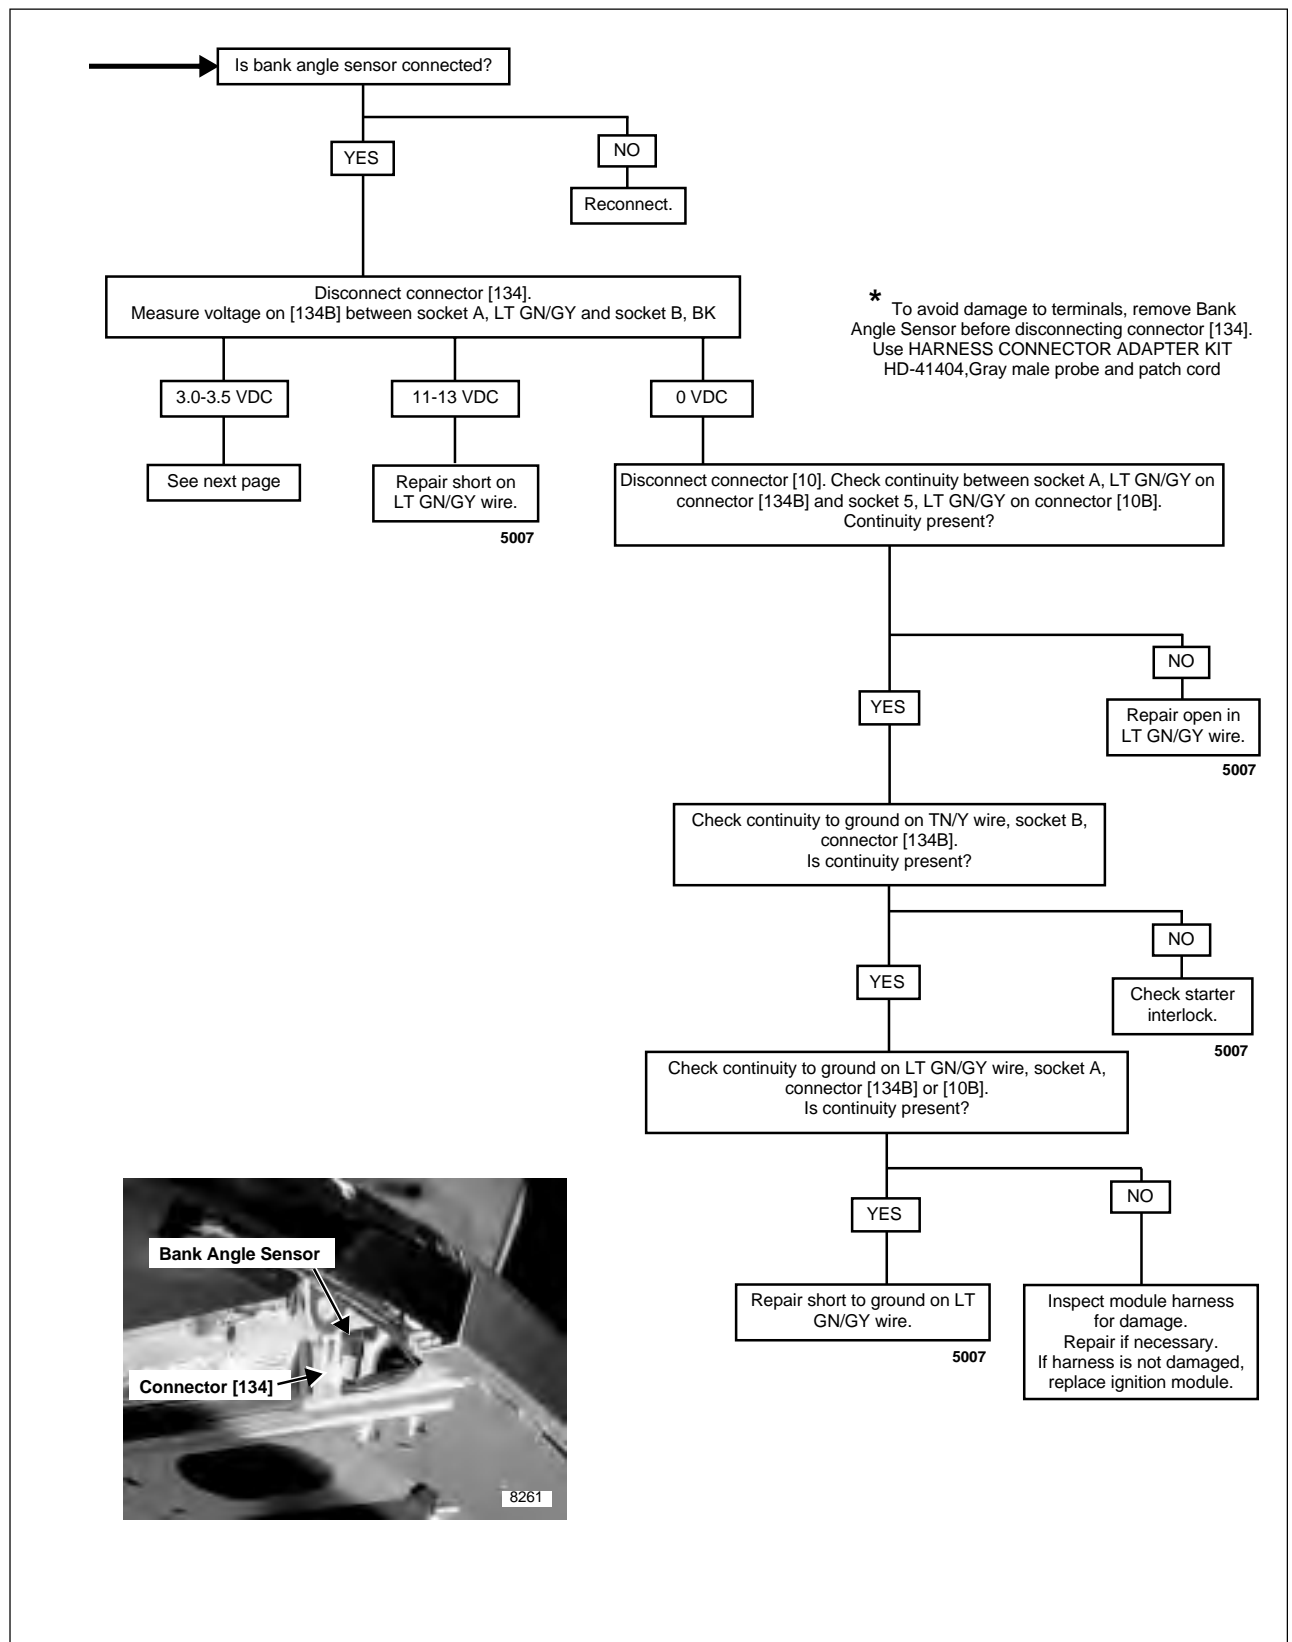 Is bank angle sensor connected?
YES
NO
Reconnect.
Disconnect connector [134].
Measure voltage on [134B] between socket A, LT GN/GY and socket B, BK
* To avoid damage to terminals, remove Bank
Angle Sensor before disconnecting connector [134].
Use HARNESS CONNECTOR ADAPTER KIT
HD-41404,Gray male probe and patch cord
3.0-3.5 VDC
11-13 VDC
0 VDC
See next page
Repair short on
LT GN/GY wire.
5007
Disconnect connector [10]. Check continuity between socket A, LT GN/GY on
connector [134B] and socket 5, LT GN/GY on connector [10B].
Continuity present?
NO
YES
Repair open in
LT GN/GY wire.
5007
Check continuity to ground on TN/Y wire, socket B,
connector [134B].
Is continuity present?
NO
YES
Check starter
interlock.
5007
Check continuity to ground on LT GN/GY wire, socket A,
connector [134B] or [10B].
Is continuity present?
NO
YES
Repair short to ground on LT
GN/GY wire.
5007
Inspect module harness
for damage.
Repair if necessary.
If harness is not damaged,
replace ignition module.
Bank Angle Sensor
Connector [134]
8261